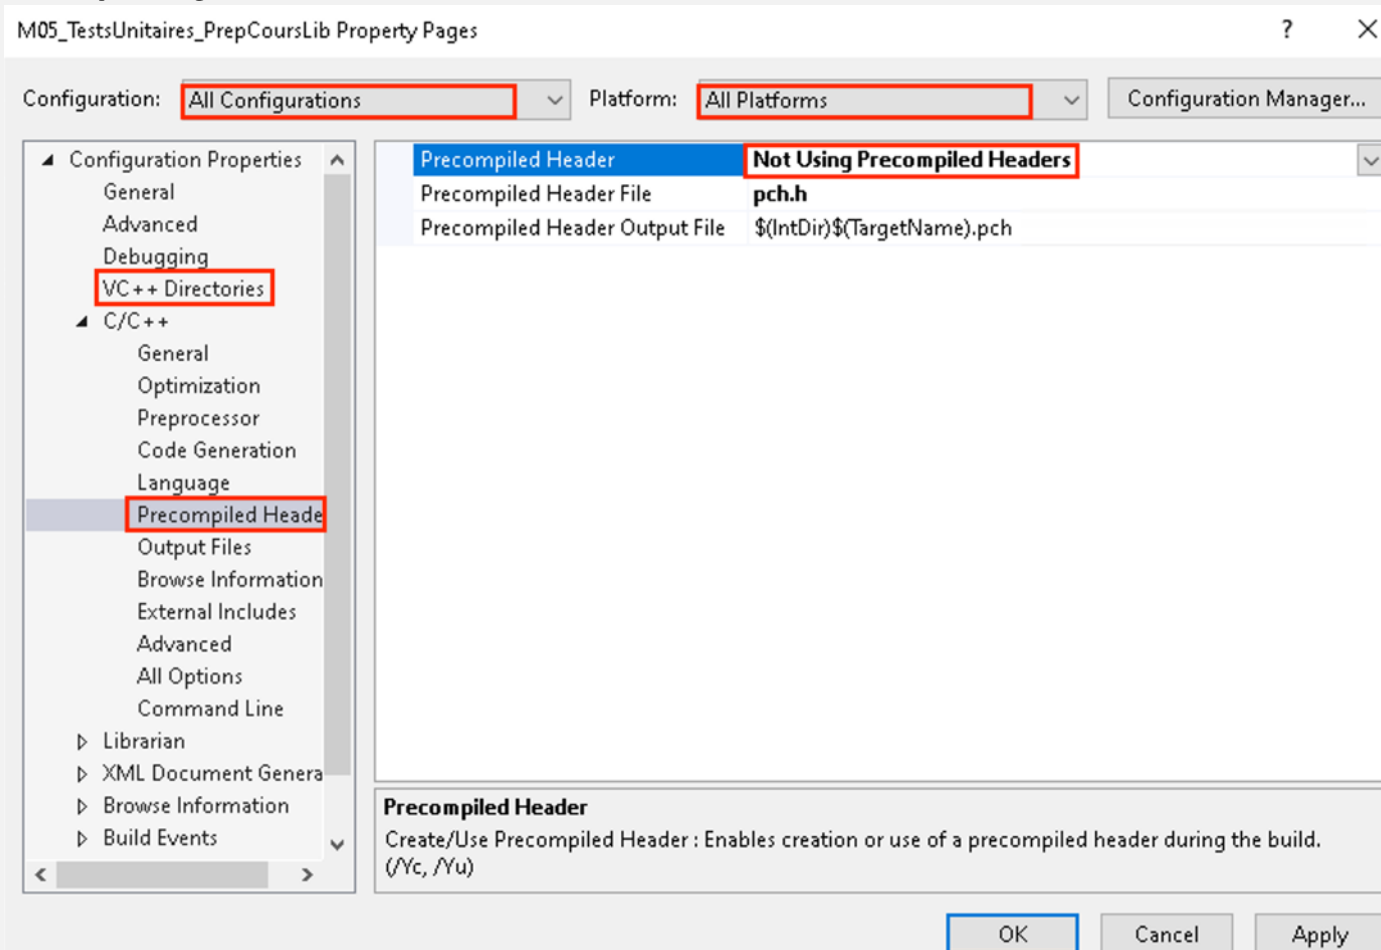 M05_TestsUnitaires_PrepCoursLib Property Pages ? ×
Configuration: All Configurations Platform: All Platforms Configuration Manager...
Configuration Properties
General
Advanced
Debugging
VC++ Directories
C/C++
General
Optimization
Preprocessor
Code Generation
Language
Precompiled Heade
Output Files
Browse Information
External Includes
Advanced
All Options
Command Line
Librarian
XML Document Genera
Browse Information
Build Events
Precompiled Header Not Using Precompiled Headers
Precompiled Header File pch.h
Precompiled Header Output File $(IntDir)$(TargetName).pch
Precompiled Header
Create/Use Precompiled Header : Enables creation or use of a precompiled header during the build.
(/Yc, /Yu)
OK Cancel Apply